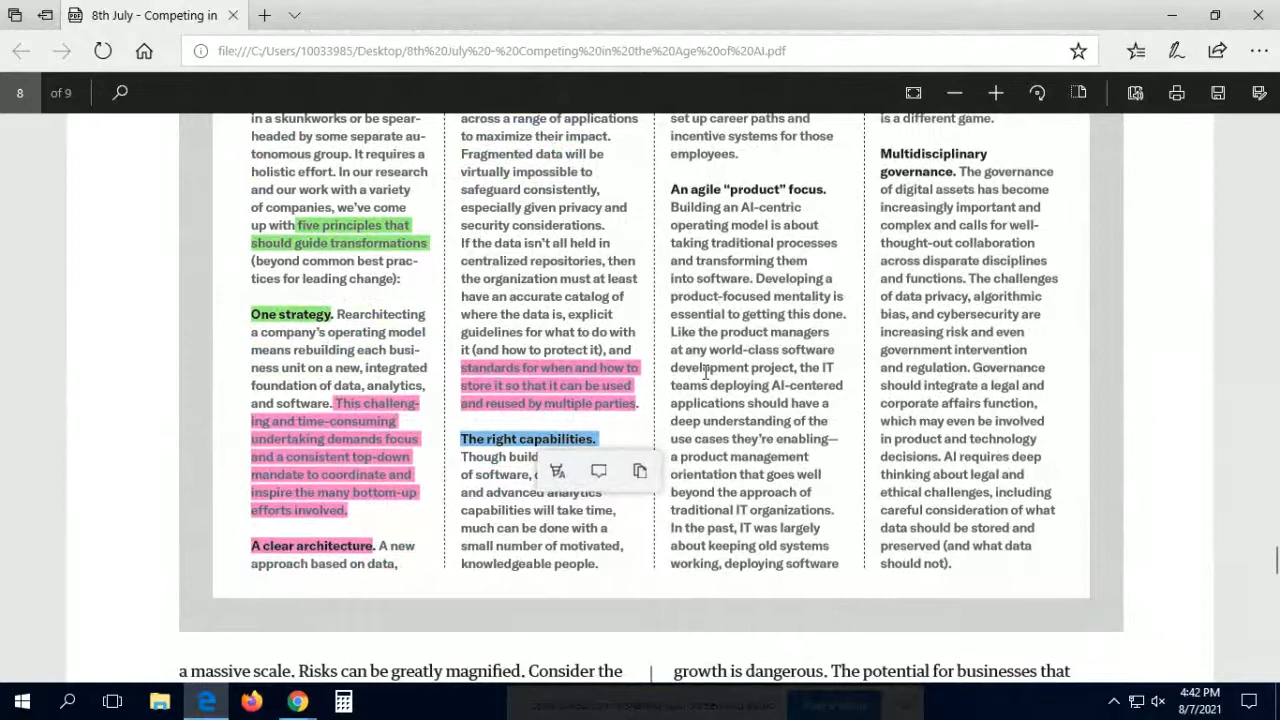 8th July - Competing in
file:///C:/Users/10033985/Desktop/8th%20July%20-%20Competing%20in%20the%20Age%20of%20AI.pdf
8 of 9
in a skunkworks or be spear-
headed by some separate au-
tonomous group. It requires a
holistic effort. In our research
and our work with a variety
of companies, we've come
up with five principles that
should guide transformations
(beyond common best prac-
tices for leading change):
One strategy. Rearchitecting
a company's operating model
means rebuilding each busi-
ness unit on a new, integrated
foundation of data, analytics,
and software. This challeng-
ing and time-consuming
undertaking demands focus
and a consistent top-down
mandate to coordinate and
inspire the many bottom-up
efforts involved.
A clear architecture. A new
approach based on data,
across a range of applications
to maximize their impact.
Fragmented data will be
virtually impossible to
safeguard consistently,
especially given privacy and
security considerations.
If the data isn't all held in
centralized repositories, then
the organization must at least
have an accurate catalog of
where the data is, explicit
guidelines for what to do with
it (and how to protect it), and
standards for when and how to
store it so that it can be used
and reused by multiple parties.
The right capabilities.
Though
of software,
and advanced analytics
capabilities will take time,
much can be done with a
small number of motivated,
knowledgeable people.
set up career paths and
incentive systems for those
employees.
An agile "product" focus.
Building an AI-centric
operating model is about
taking traditional processes
and transforming them
into software. Developing a
product-focused mentality is
essential to getting this done.
Like the product managers
at any world-class software
development project, the IT
teams deploying AI-centered
applications should have a
deep understanding of the
use cases they're enabling—
a product management
orientation that goes well
beyond the approach of
traditional IT organizations.
In the past, IT was largely
about keeping old systems
working, deploying software
is a different game.
Multidisciplinary
governance. The governance
of digital assets has become
increasingly important and
complex and calls for well-
thought-out collaboration
across disparate disciplines
and functions. The challenges
of data privacy, algorithmic
bias, and cybersecurity are
increasing risk and even
government intervention
and regulation. Governance
should integrate a legal and
corporate affairs function,
which may even be involved
in product and technology
decisions. AI requires deep
thinking about legal and
ethical challenges, including
careful consideration of what
data should be stored and
preserved (and what data
should not).
a massive scale. Risks can be greatly magnified. Consider the
growth is dangerous. The potential for businesses that
4:42 PM
8/7/2021